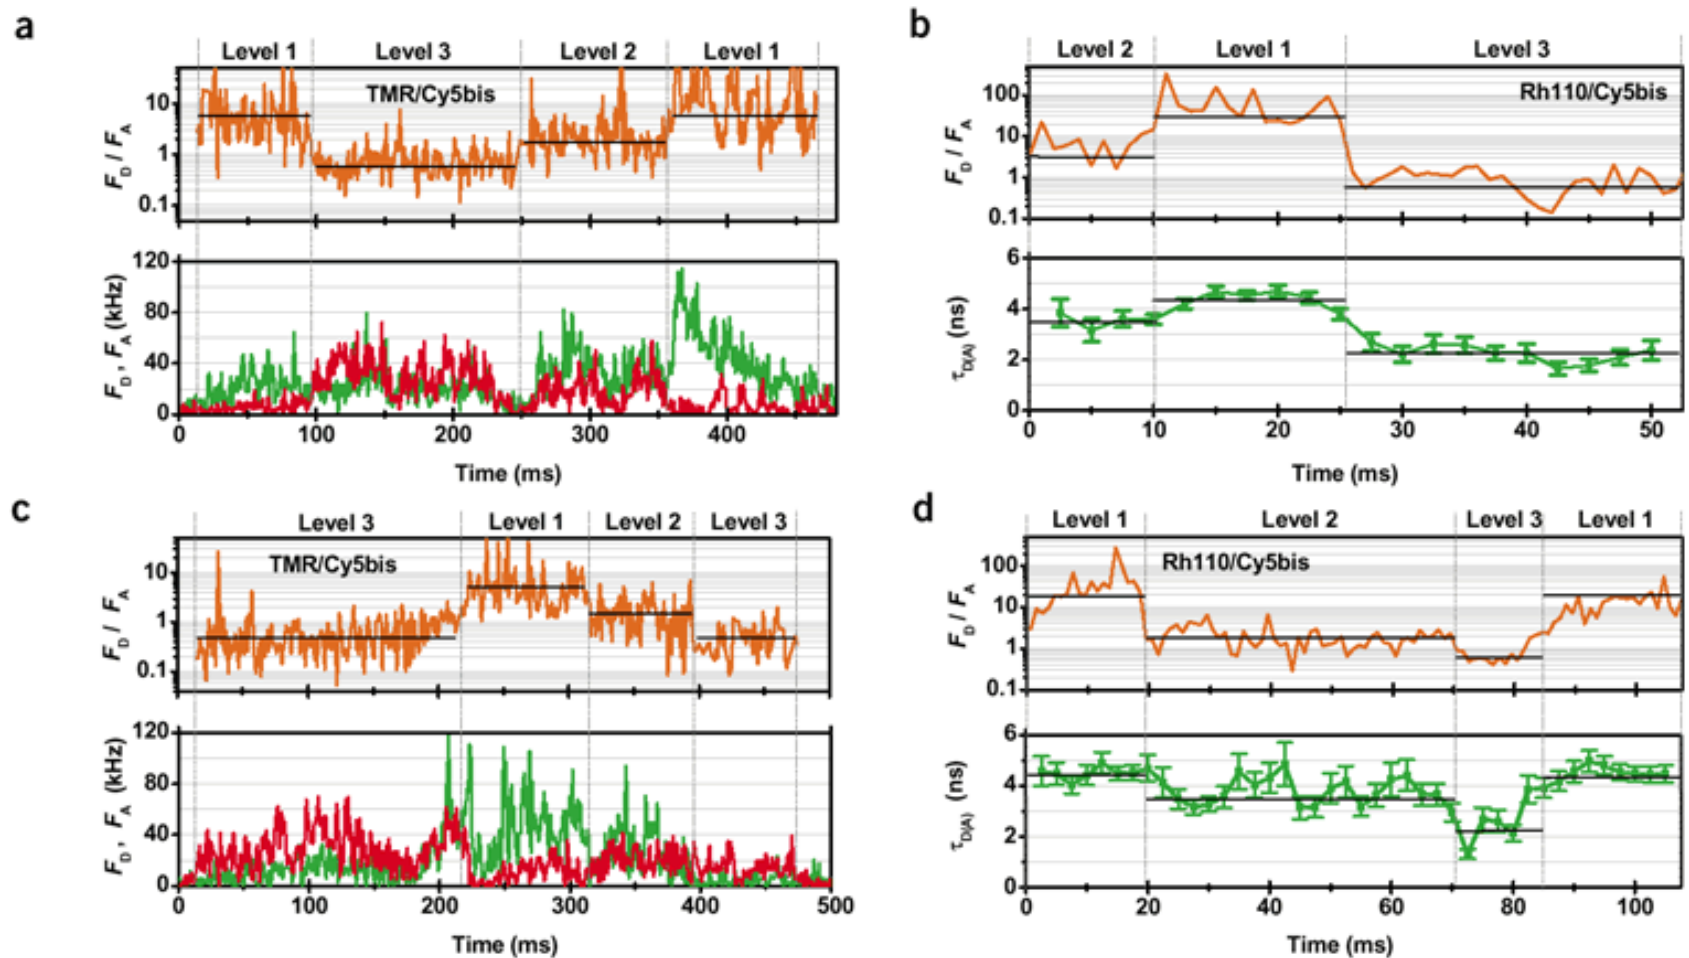 a
Level 1 Level 3 Level 2 Level 1
TMR/Cy5bis
F_D / F_A
10
1
0.1
F_D, F_A (kHz)
120
80
40
0
0 100 200 300 400
Time (ms)
b
Level 2 Level 1 Level 3
Rh110/Cy5bis
F_D / F_A
100
10
1
0.1
τ_D(A) (ns)
6
4
2
0
0 10 20 30 40 50
Time (ms)
c
Level 3 Level 1 Level 2 Level 3
TMR/Cy5bis
F_D / F_A
10
1
0.1
F_D, F_A (kHz)
120
80
40
0
0 100 200 300 400 500
Time (ms)
d
Level 1 Level 2 Level 3 Level 1
Rh110/Cy5bis
F_D / F_A
100
10
1
0.1
τ_D(A) (ns)
6
4
2
0
0 20 40 60 80 100
Time (ms)